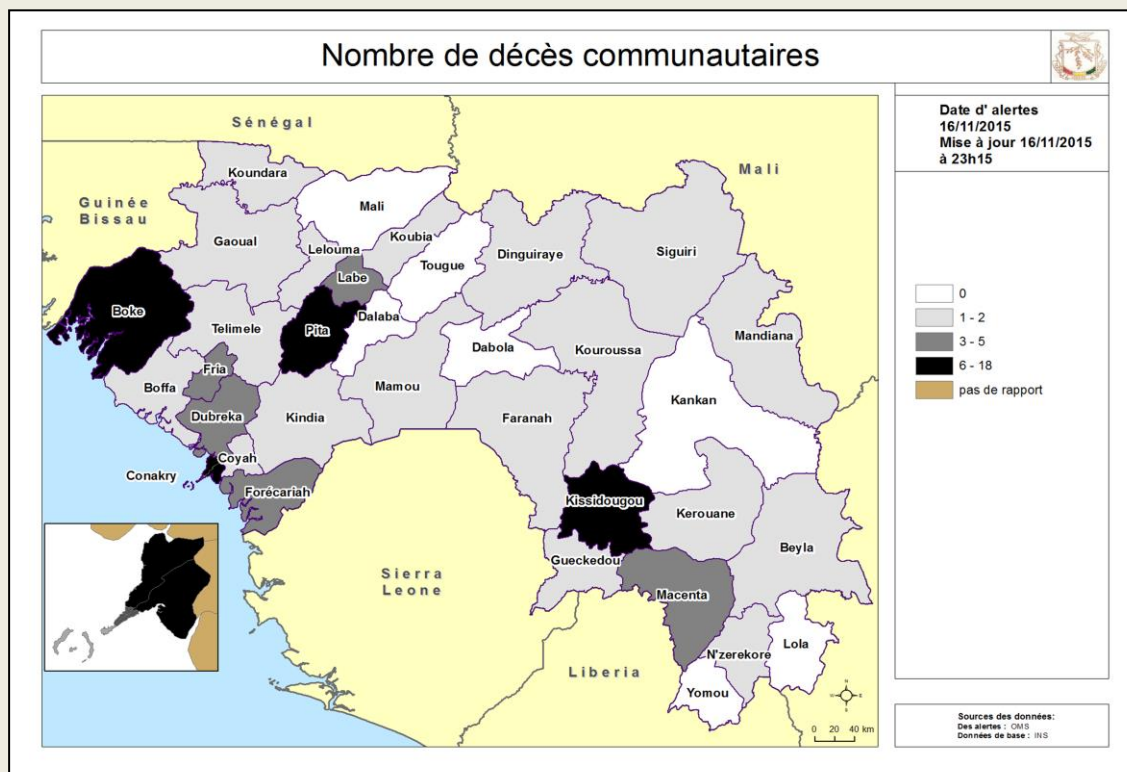 Nombre de décès communautaires
Date d' alertes
16/11/2015
Mise à jour 16/11/2015
à 23h15
0
1 - 2
3 - 5
6 - 18
pas de rapport
Sénégal
Mali
Guinée
Bissau
Koundara
Mali
Gaoual
Lelouma
Koubia
Labe
Tougue
Dinguiraye
Siguiri
Boke
Telimele
Pita
Dalaba
Dabola
Kouroussa
Mandiana
Fria
Boffa
Mamou
Kankan
Dubreka
Kindia
Faranah
Coyah
Conakry
Forécariah
Kissidougou
Kerouane
Gueckedou
Beyla
Sierra
Leone
Macenta
N'zerekore
Lola
Liberia
Yomou
0 20 40 km
Sources des données:
Des alertes : OMS
Données de base : INS